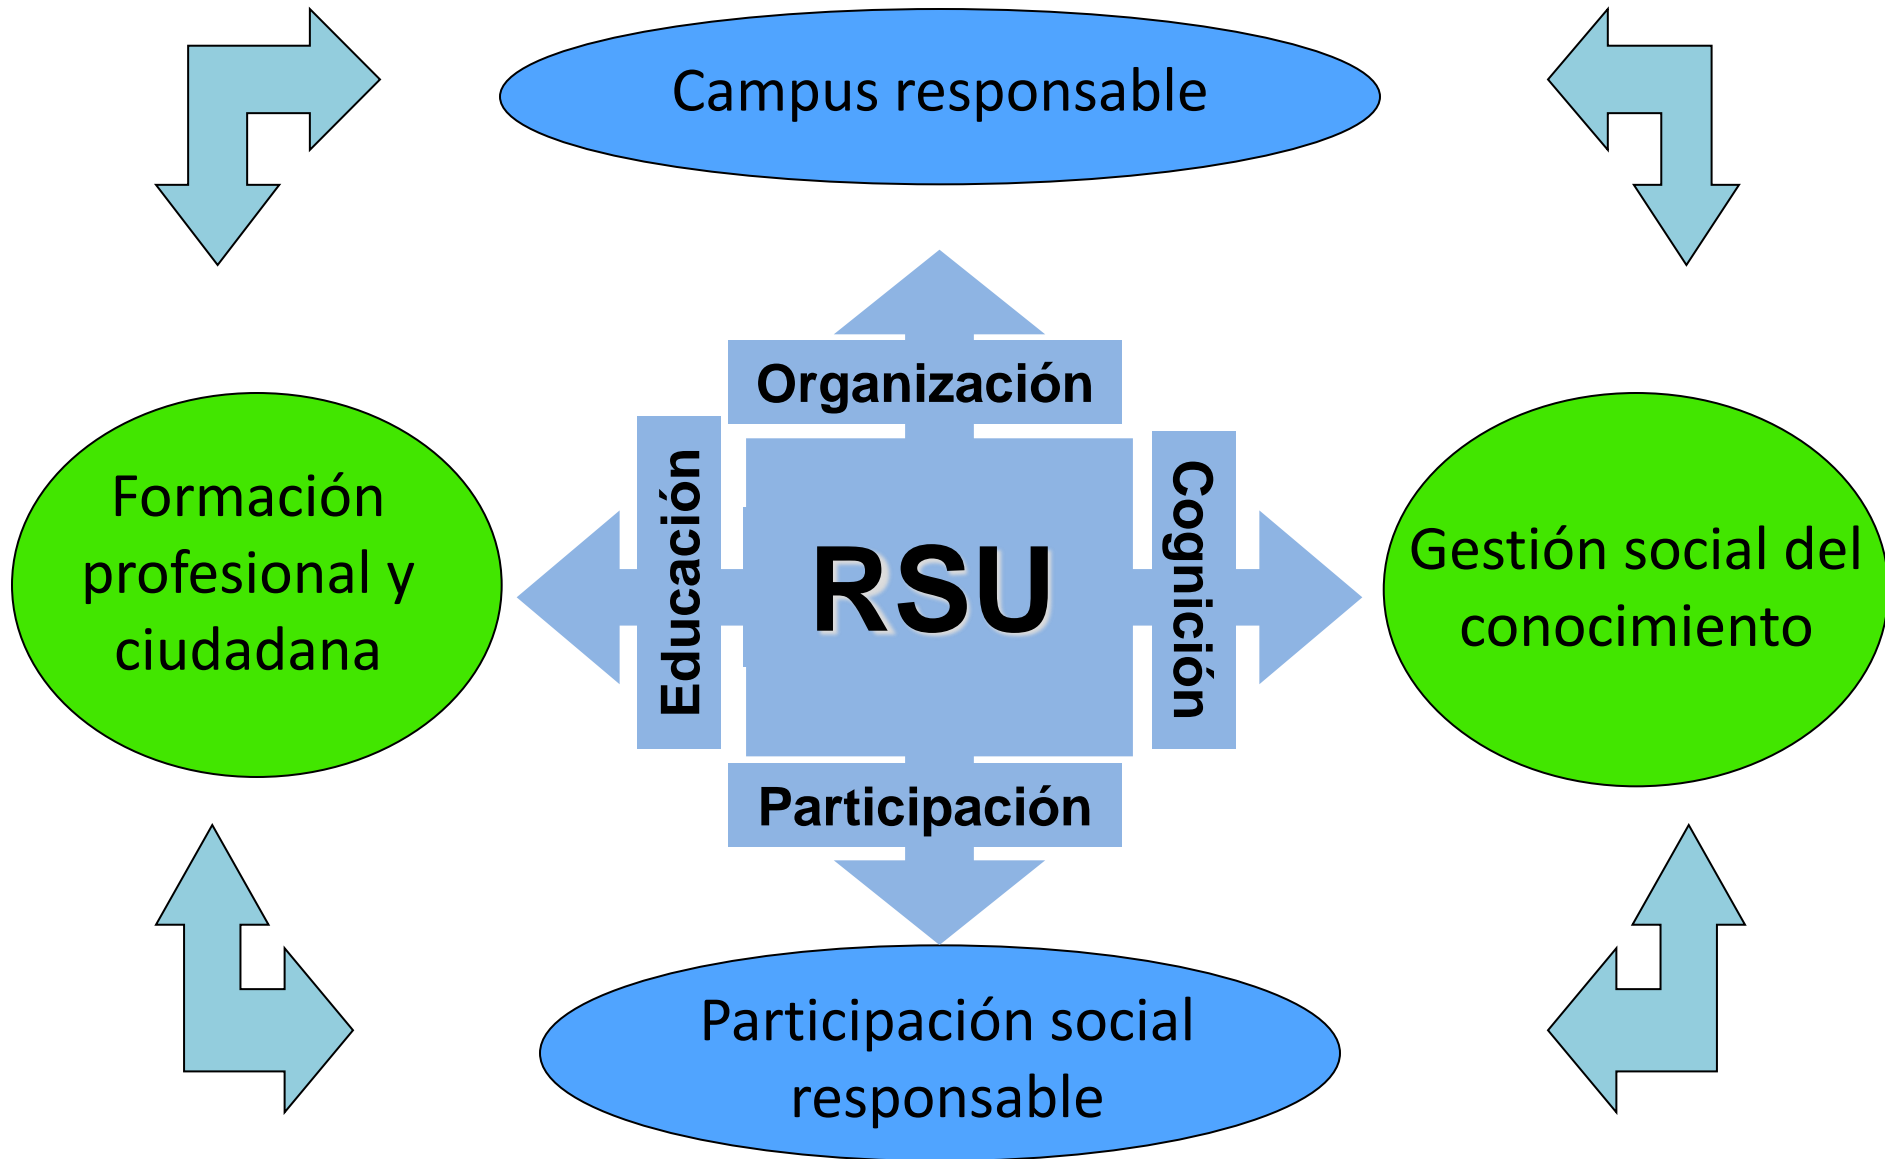 Campus responsable
Organización
Formación
profesional y
ciudadana
Educación
RSU
Cognición
Gestión social del
conocimiento
Participación
Participación social
responsable